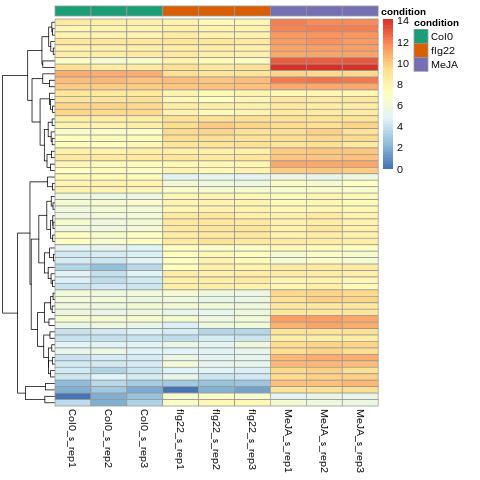 condition
14
12
10
8
6
4
2
0
condition
Col0
flg22
MeJA
Col0_s_rep1
Col0_s_rep2
Col0_s_rep3
flg22_s_rep1
flg22_s_rep2
flg22_s_rep3
MeJA_s_rep1
MeJA_s_rep2
MeJA_s_rep3